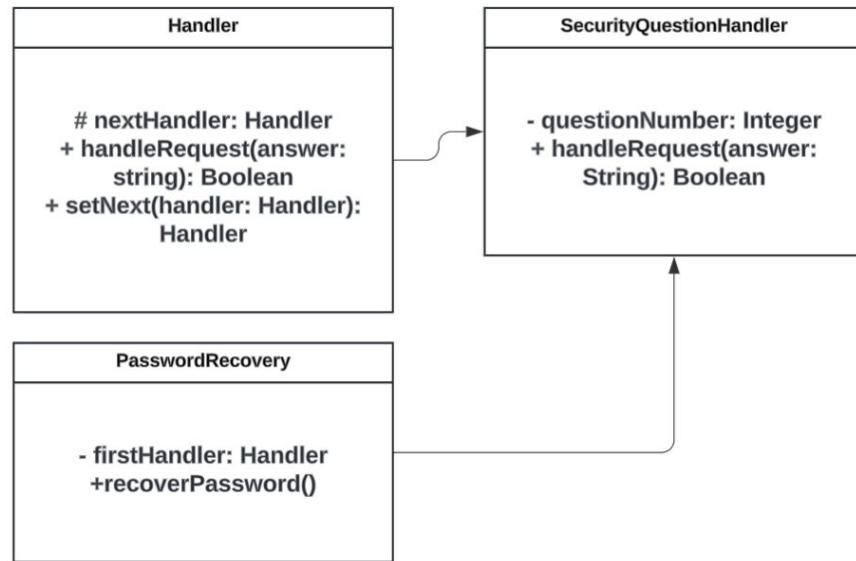 Handler
# nextHandler: Handler
+ handleRequest(answer:
string): Boolean
+ setNext(handler: Handler):
Handler
SecurityQuestionHandler
- questionNumber: Integer
+ handleRequest(answer:
String): Boolean
PasswordRecovery
- firstHandler: Handler
+recoverPassword()